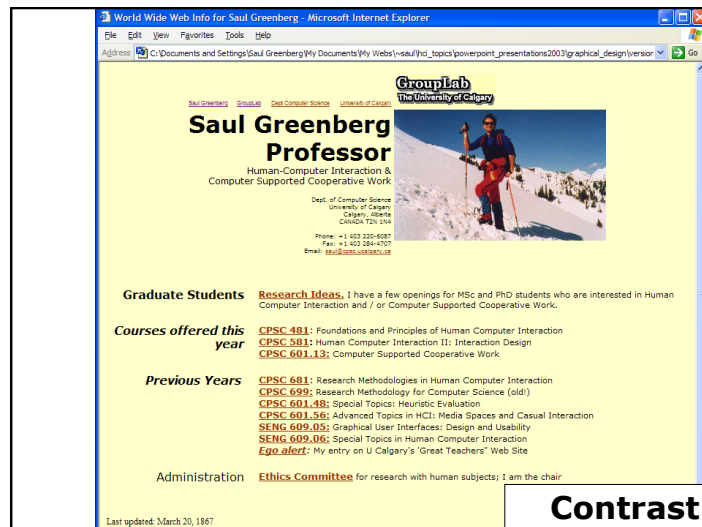 World Wide Web Info for Saul Greenberg - Microsoft Internet Explorer
File Edit View Favorites Tools Help
Address C:\Documents and Settings\Saul Greenberg\My Documents\My Webs\~saul\hci_topics\powerpoint_presentations2003\graphical_design\version Go
GroupLab
The University of Calgary
Saul Greenberg GroupLab Dept Computer Science University of Calgary
Saul Greenberg
Professor
Human-Computer Interaction &
Computer Supported Cooperative Work
Dept. of Computer Science
University of Calgary
Calgary, Alberta
CANADA T2N 1N4
Phone: +1 403 220-6087
Fax: +1 403 284-4707
Email: saul@cpsc.ucalgary.ca
Graduate Students Research Ideas. I have a few openings for MSc and PhD students who are interested in Human
Computer Interaction and / or Computer Supported Cooperative Work.
Courses offered this CPSC 481: Foundations and Principles of Human Computer Interaction
year CPSC 581: Human Computer Interaction II: Interaction Design
CPSC 601.13: Computer Supported Cooperative Work
Previous Years CPSC 681: Research Methodologies in Human Computer Interaction
CPSC 699: Research Methodology for Computer Science (old!)
CPSC 601.48: Special Topics: Heuristic Evaluation
CPSC 601.56: Advanced Topics in HCI: Media Spaces and Casual Interaction
SENG 609.05: Graphical User Interfaces: Design and Usability
SENG 609.06: Special Topics in Human Computer Interaction
Ego alert: My entry on U Calgary's 'Great Teachers" Web Site
Administration Ethics Committee for research with human subjects; I am the chair
Contrast
Last updated: March 20, 1867